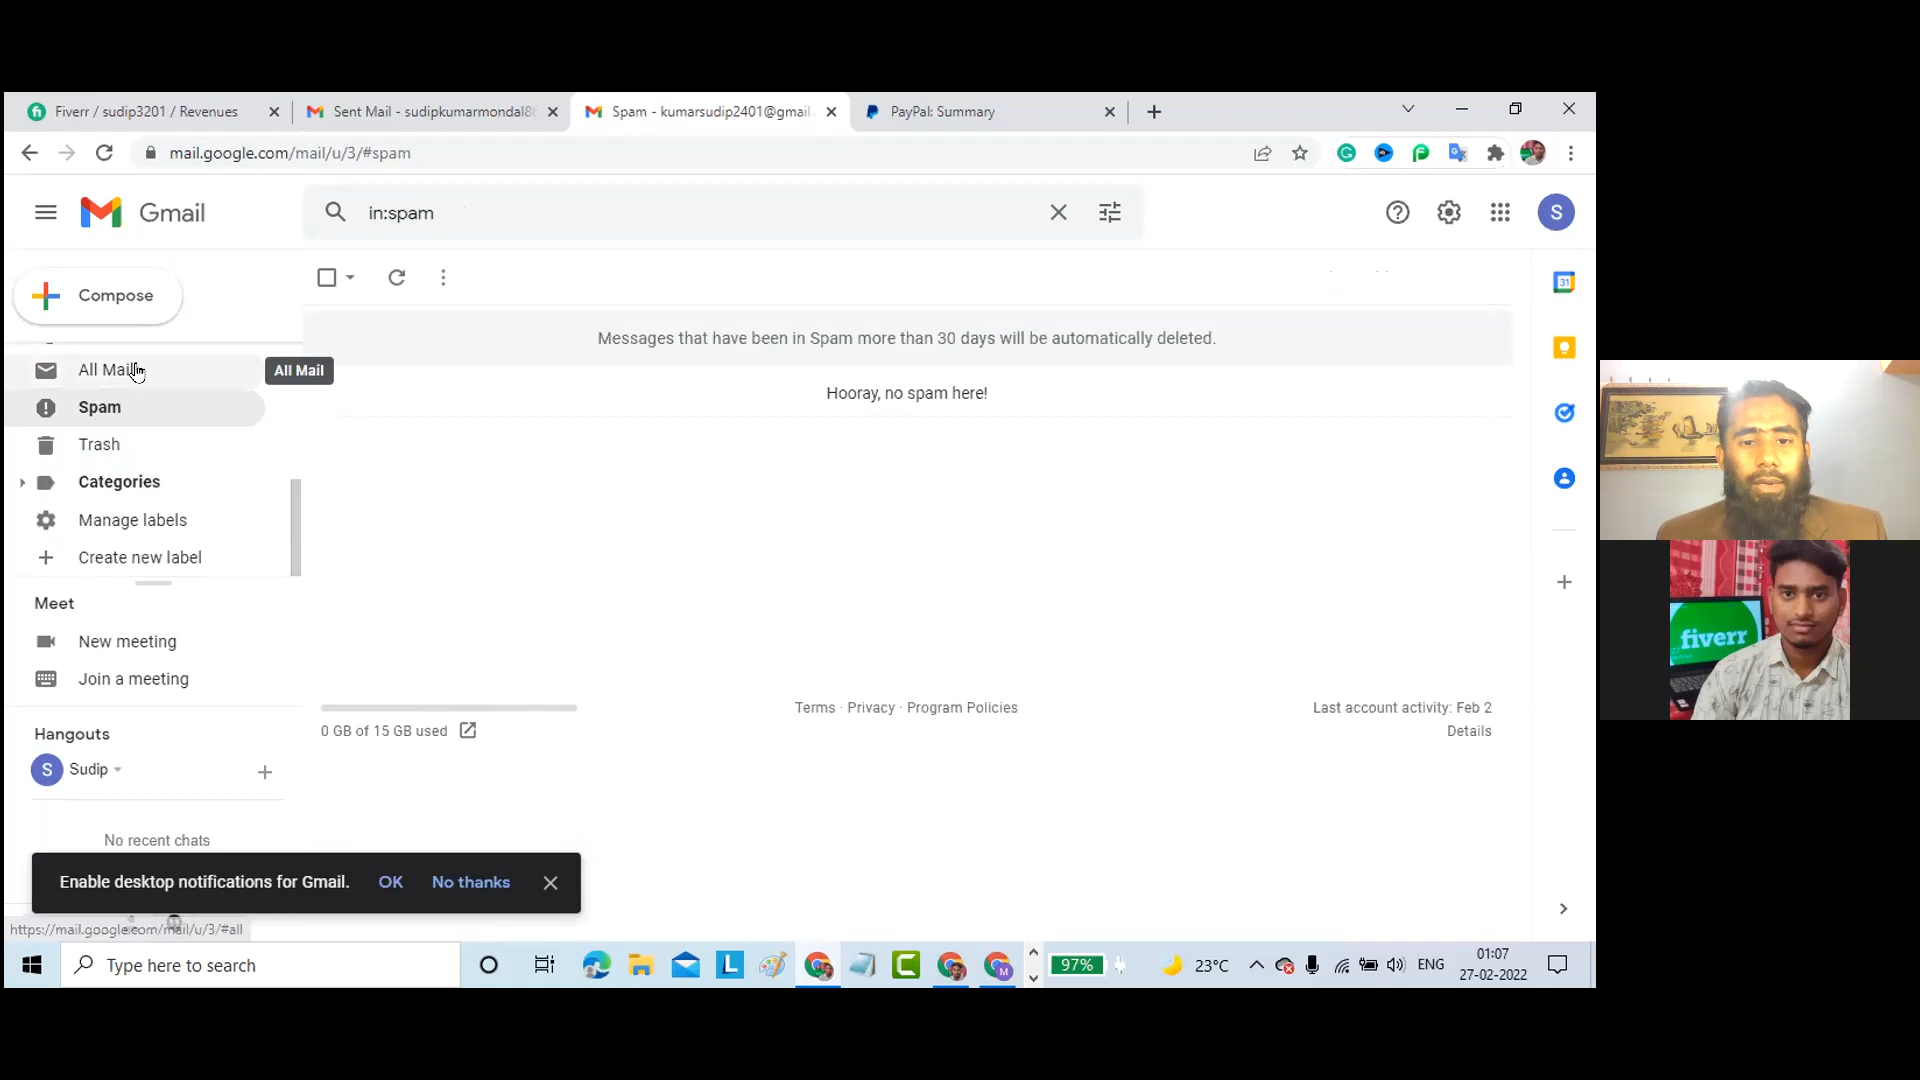 Fiverr / sudip3201 / Revenues
Sent Mail - sudipkumarmondal8
Spam - kumarsudip2401@gmail
PayPal: Summary
mail.google.com/mail/u/3/#spam
Gmail
in:spam
S
Compose
31
Messages that have been in Spam more than 30 days will be automatically deleted.
All Mail
All Mail
Spam
Hooray, no spam here!
Trash
Categories
Manage labels
Create new label
Meet
New meeting
Join a meeting
fiverr
Terms · Privacy · Program Policies
Last account activity: Feb 2
0 GB of 15 GB used
Details
Hangouts
S Sudip
No recent chats
Enable desktop notifications for Gmail. OK No thanks
https://mail.google.com/mail/u/3/#all
Type here to search
L
C
M
97%
23°C
ENG
01:07
27-02-2022